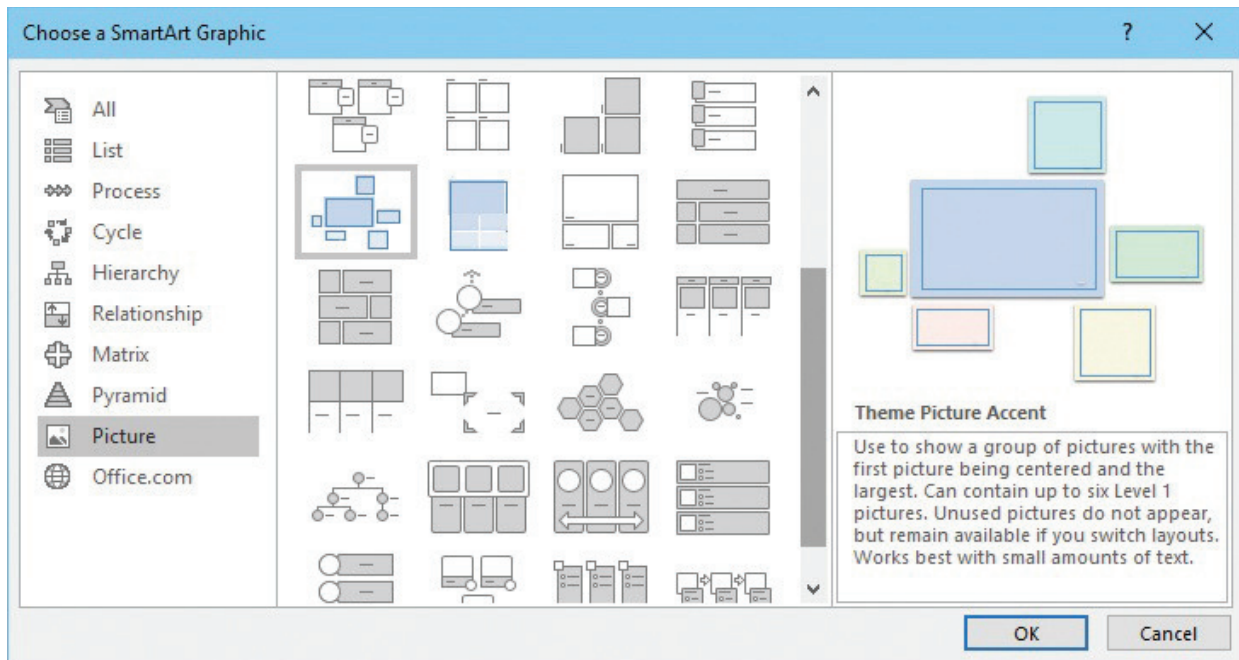 Choose a SmartArt Graphic
?
All
List
Process
Cycle
Hierarchy
Relationship
Matrix
Pyramid
Picture
Office.com
Theme Picture Accent
Use to show a group of pictures with the
first picture being centered and the
largest. Can contain up to six Level 1
pictures. Unused pictures do not appear,
but remain available if you switch layouts.
Works best with small amounts of text.
OK
Cancel